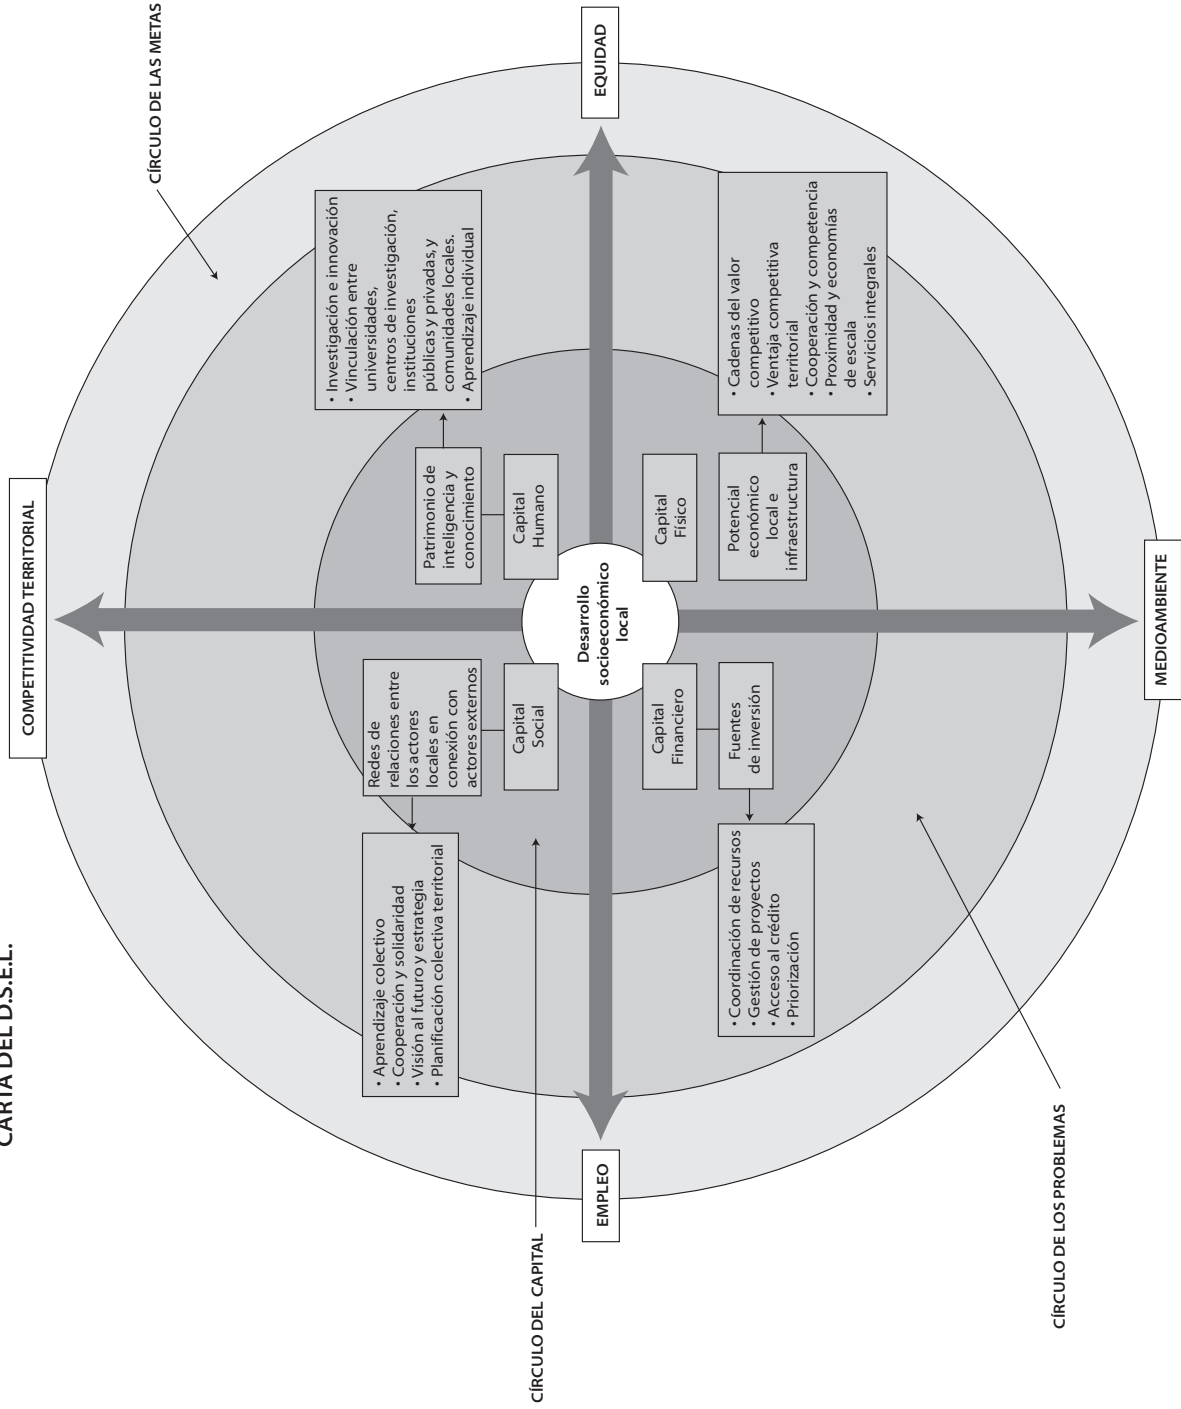 CARTA DEL D.S.E.L.
COMPETITIVIDAD TERRITORIAL
CÍRCULO DE LAS METAS
EQUIDAD
MEDIOAMBIENTE
EMPLEO
CÍRCULO DEL CAPITAL
CÍRCULO DE LOS PROBLEMAS
Desarrollo
socioeconómico
local
Capital
Social
Redes de
relaciones entre
los actores
locales en
conexión con
actores externos
• Aprendizaje colectivo
• Cooperación y solidaridad
• Visión al futuro y estrategia
• Planificación colectiva territorial
Capital
Humano
Patrimonio de
inteligencia y
conocimiento
• Investigación e innovación
• Vinculación entre
universidades,
centros de investigación,
instituciones
públicas y privadas, y
comunidades locales.
• Aprendizaje individual
Capital
Financiero
Fuentes
de inversión
• Coordinación de recursos
• Gestión de proyectos
• Acceso al crédito
• Priorización
Capital
Físico
Potencial
económico
local e
infraestructura
• Cadenas del valor
competitivo
• Ventaja competitiva
territorial
• Cooperación y competencia
• Proximidad y economías
de escala
• Servicios integrales